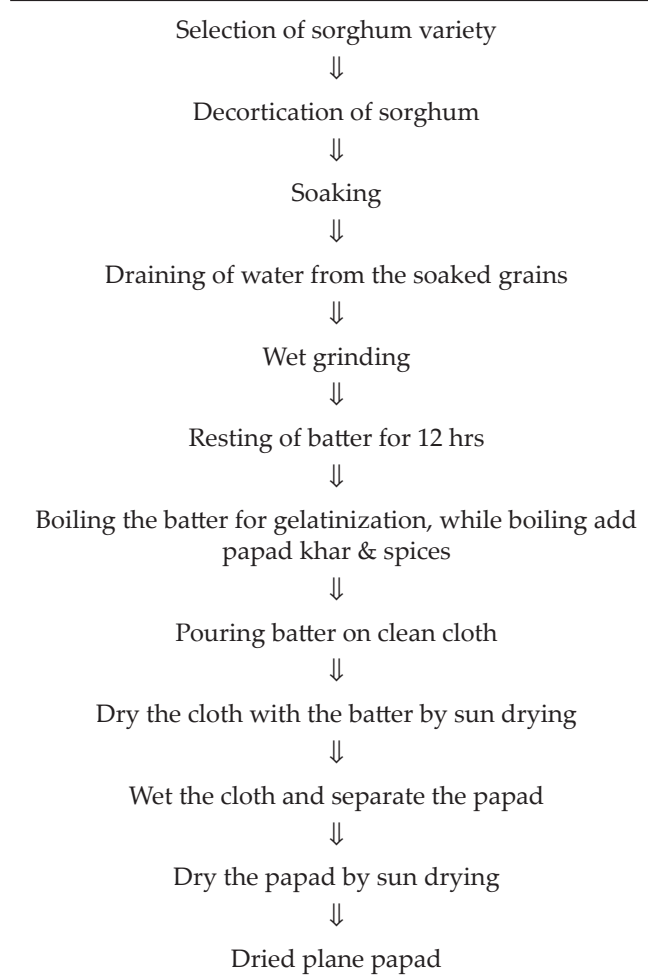 Selection of sorghum variety
⇓
Decortication of sorghum
⇓
Soaking
⇓
Draining of water from the soaked grains
⇓
Wet grinding
⇓
Resting of batter for 12 hrs
⇓
Boiling the batter for gelatinization, while boiling add
papad khar & spices
⇓
Pouring batter on clean cloth
⇓
Dry the cloth with the batter by sun drying
⇓
Wet the cloth and separate the papad
⇓
Dry the papad by sun drying
⇓
Dried plane papad